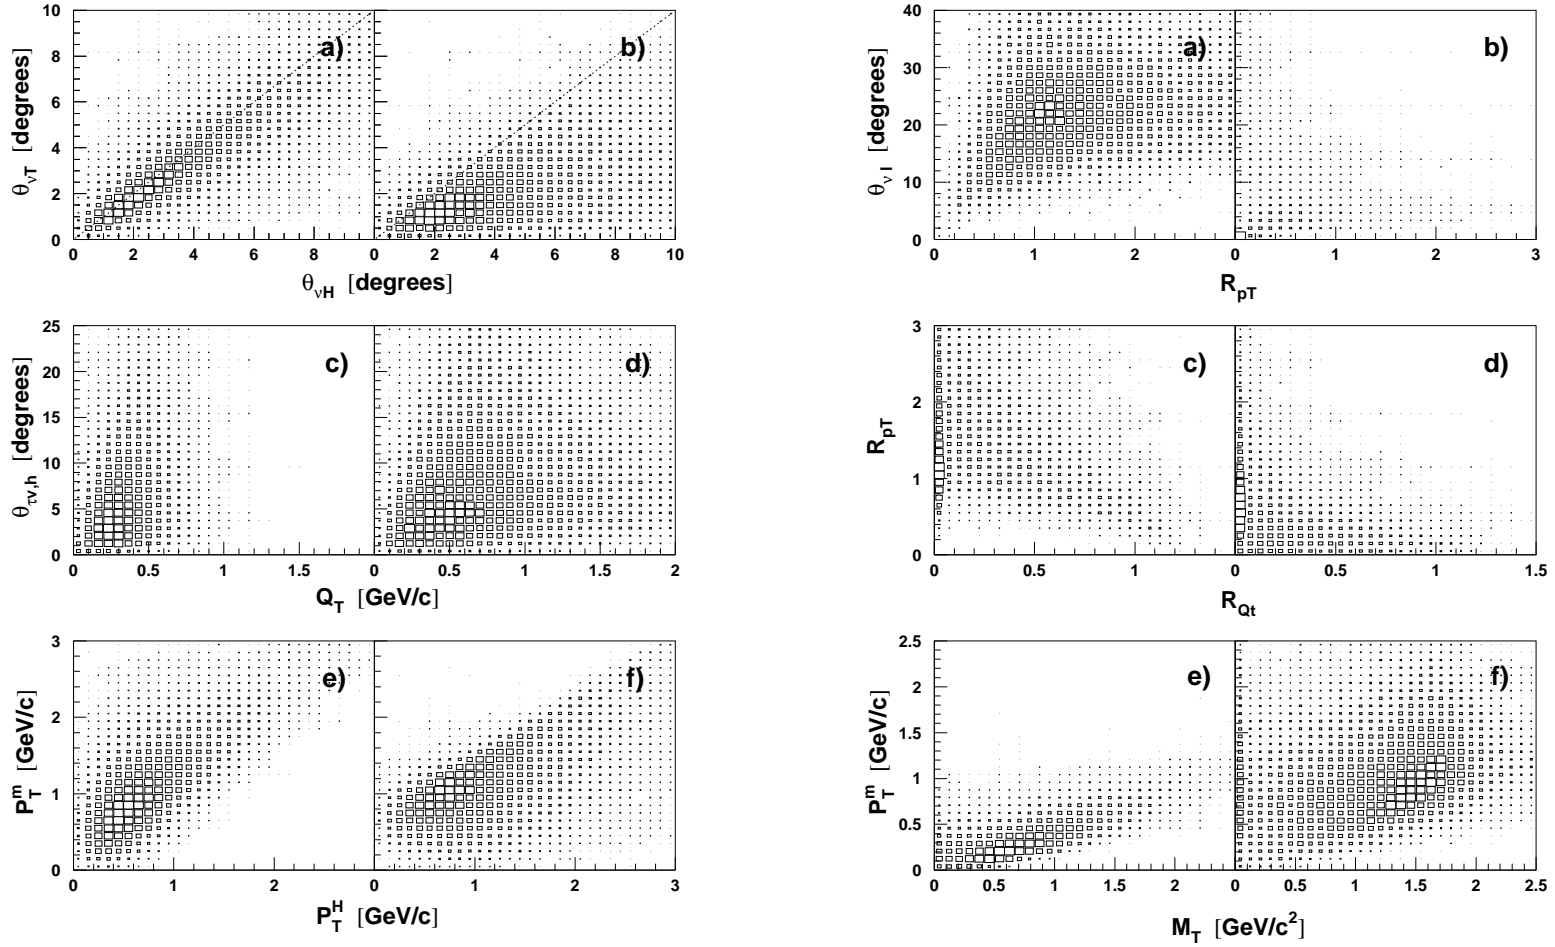 10
8
6
4
2
0
θνT [degrees]
a)
b)
2 4 6 8 0 2 4 6 8 10
θνH [degrees]
25
20
15
10
5
0
θτν,h [degrees]
c)
d)
0 0.5 1 1.5 0 0.5 1 1.5 2
QT [GeV/c]
3
2
1
0
PTm [GeV/c]
e)
f)
0 1 2 0 1 2 3
PTH [GeV/c]
40
30
20
10
0
θν l [degrees]
a)
b)
0 1 2 0 1 2 3
RpT
3
2
1
0
RpT
c)
d)
0 0.5 1 0 0.5 1 1.5
RQt
2.5
2
1.5
1
0.5
0
PTm [GeV/c]
e)
f)
0 0.5 1 1.5 2 0 0.5 1 1.5 2 2.5
MT [GeV/c2]